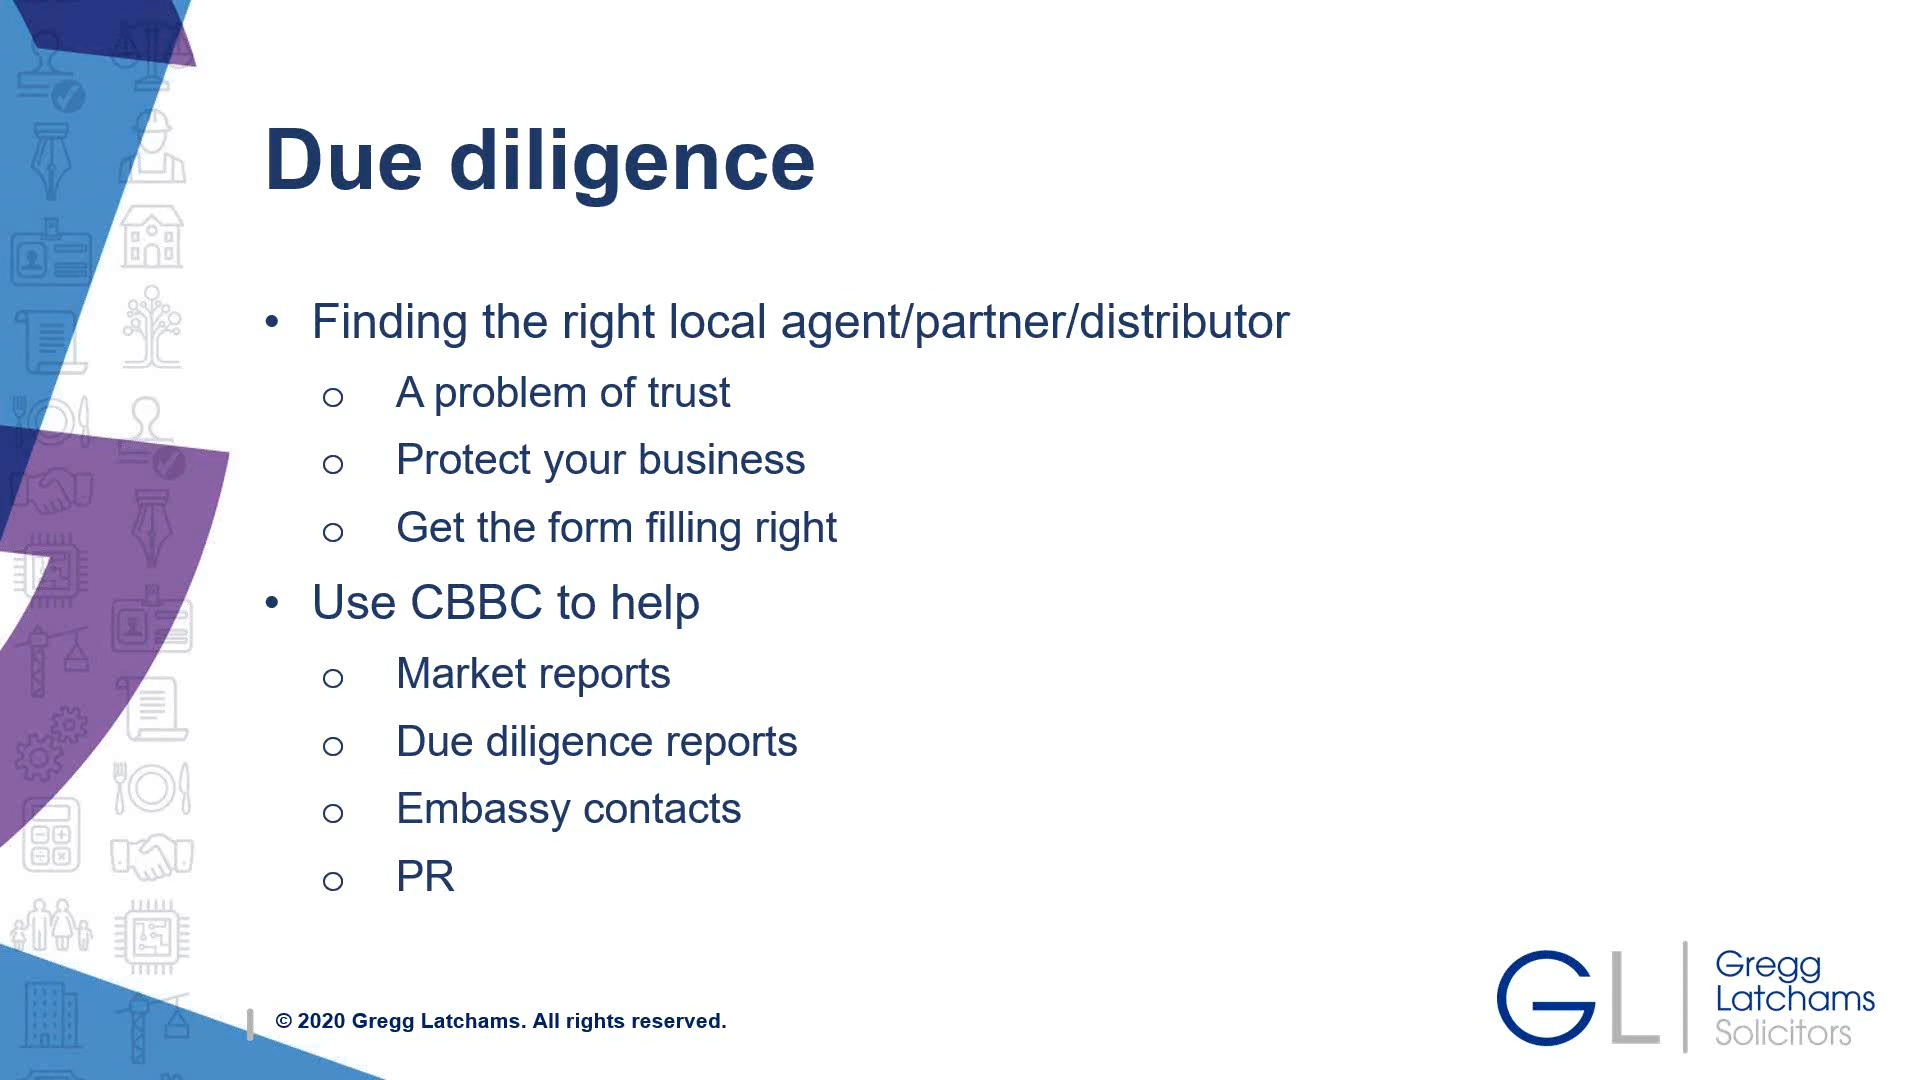 Due diligence
• Finding the right local agent/partner/distributor
o A problem of trust
o Protect your business
o Get the form filling right
• Use CBBC to help
o Market reports
o Due diligence reports
o Embassy contacts
o PR
© 2020 Gregg Latchams. All rights reserved.
GL
Gregg
Latchams
Solicitors